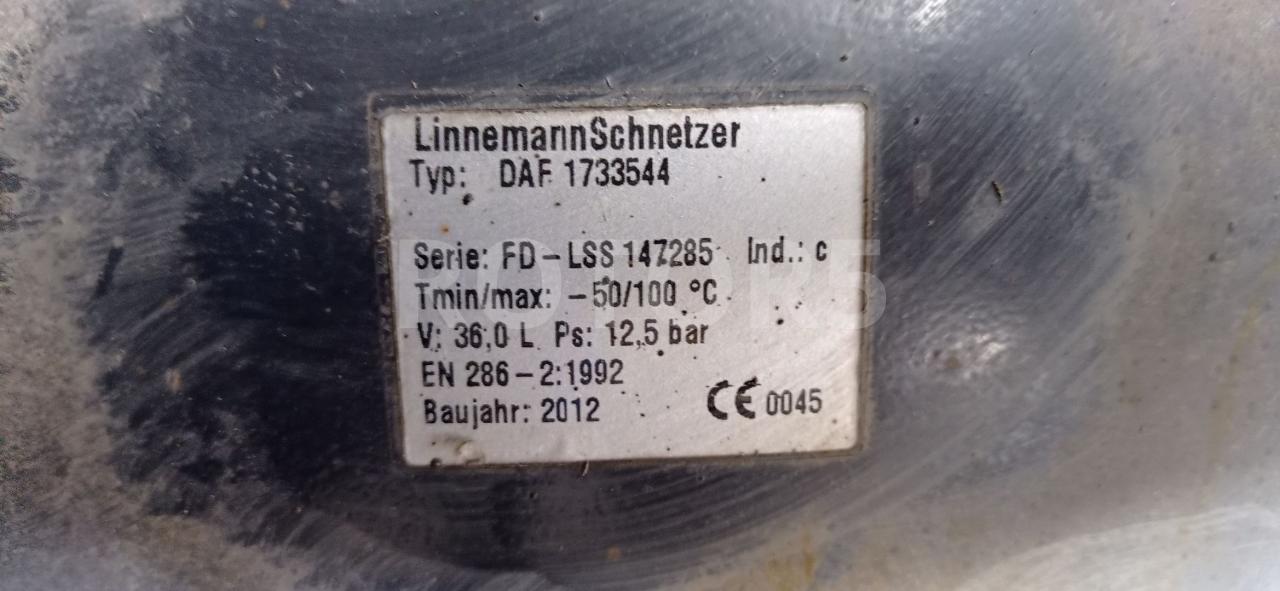 LinnemannSchnetzer
Typ: DAF 1733544
Serie: FD-LSS 147285 Ind.: c
Tmin/max: -50/100 °C
V: 36,0 L Ps: 12,5 bar
EN 286-2:1992
Baujahr: 2012 CE 0045